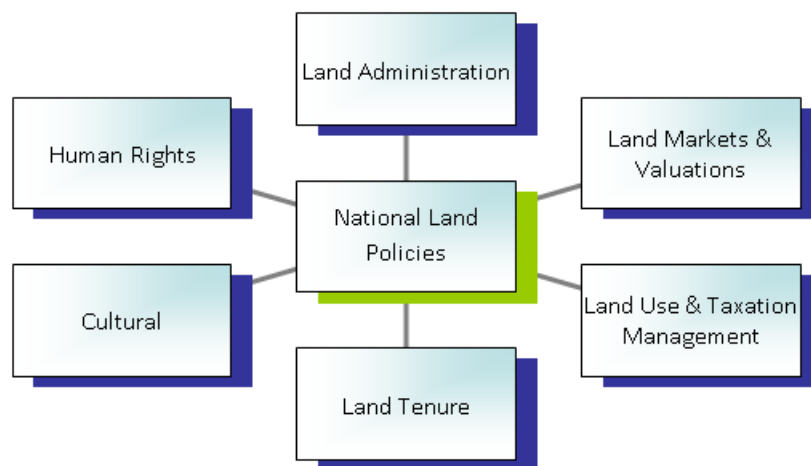 Land Administration
Human Rights
Land Markets &
Valuations
National Land
Policies
Cultural
Land Use & Taxation
Management
Land Tenure